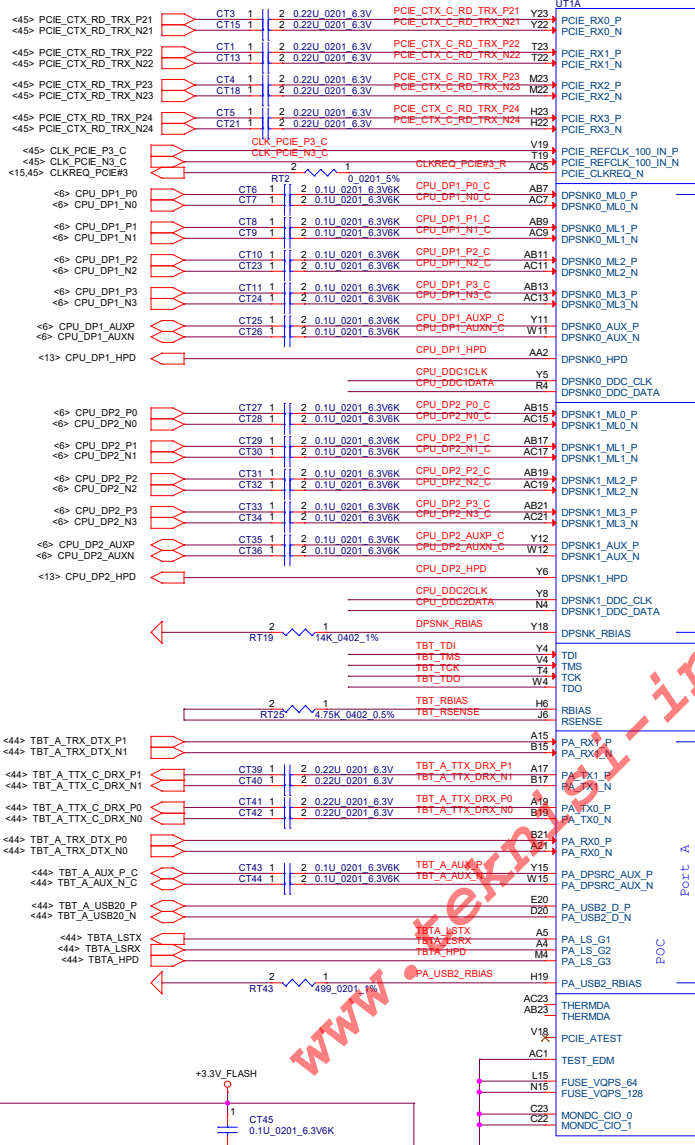 UT1A
<45> PCIE_CTX_RD_TRX_P21 CT3 1 2 0.22U_0201_6.3V PCIE_CTX_C_RD_TRX_P21 Y23 PCIE_RX0_P
<45> PCIE_CTX_RD_TRX_N21 CT15 1 2 0.22U_0201_6.3V PCIE_CTX_C_RD_TRX_N21 Y22 PCIE_RX0_N
<45> PCIE_CTX_RD_TRX_P22 CT1 1 2 0.22U_0201_6.3V PCIE_CTX_C_RD_TRX_P22 T23 PCIE_RX1_P
<45> PCIE_CTX_RD_TRX_N22 CT13 1 2 0.22U_0201_6.3V PCIE_CTX_C_RD_TRX_N22 T22 PCIE_RX1_N
<45> PCIE_CTX_RD_TRX_P23 CT4 1 2 0.22U_0201_6.3V PCIE_CTX_C_RD_TRX_P23 M23 PCIE_RX2_P
<45> PCIE_CTX_RD_TRX_N23 CT18 1 2 0.22U_0201_6.3V PCIE_CTX_C_RD_TRX_N23 M22 PCIE_RX2_N
<45> PCIE_CTX_RD_TRX_P24 CT5 1 2 0.22U_0201_6.3V PCIE_CTX_C_RD_TRX_P24 H23 PCIE_RX3_P
<45> PCIE_CTX_RD_TRX_N24 CT21 1 2 0.22U_0201_6.3V PCIE_CTX_C_RD_TRX_N24 H22 PCIE_RX3_N
<45> CLK_PCIE_P3_C CLK_PCIE_P3_C V19 PCIE_REFCLK_100_IN_P
<45> CLK_PCIE_N3_C CLK_PCIE_N3_C T19 PCIE_REFCLK_100_IN_N
<15,45> CLKREQ_PCIE#3 2 1 CLKREQ_PCIE#3_R AC5 PCIE_CLKREQ_N
RT2 0_0201_5%
<6> CPU_DP1_P0 CT6 1 2 0.1U_0201_6.3V6K CPU_DP1_P0_C AB7 DPSNK0_ML0_P
<6> CPU_DP1_N0 CT7 1 2 0.1U_0201_6.3V6K CPU_DP1_N0_C AC7 DPSNK0_ML0_N
<6> CPU_DP1_P1 CT8 1 2 0.1U_0201_6.3V6K CPU_DP1_P1_C AB9 DPSNK0_ML1_P
<6> CPU_DP1_N1 CT9 1 2 0.1U_0201_6.3V6K CPU_DP1_N1_C AC9 DPSNK0_ML1_N
<6> CPU_DP1_P2 CT10 1 2 0.1U_0201_6.3V6K CPU_DP1_P2_C AB11 DPSNK0_ML2_P
<6> CPU_DP1_N2 CT23 1 2 0.1U_0201_6.3V6K CPU_DP1_N2_C AC11 DPSNK0_ML2_N
<6> CPU_DP1_P3 CT11 1 2 0.1U_0201_6.3V6K CPU_DP1_P3_C AB13 DPSNK0_ML3_P
<6> CPU_DP1_N3 CT24 1 2 0.1U_0201_6.3V6K CPU_DP1_N3_C AC13 DPSNK0_ML3_N
<6> CPU_DP1_AUXP CT25 1 2 0.1U_0201_6.3V6K CPU_DP1_AUXP_C Y11 DPSNK0_AUX_P
<6> CPU_DP1_AUXN CT26 1 2 0.1U_0201_6.3V6K CPU_DP1_AUXN_C W11 DPSNK0_AUX_N
<13> CPU_DP1_HPD CPU_DP1_HPD AA2 DPSNK0_HPD
CPU_DDC1CLK Y5 DPSNK0_DDC_CLK
CPU_DDC1DATA R4 DPSNK0_DDC_DATA
<6> CPU_DP2_P0 CT27 1 2 0.1U_0201_6.3V6K CPU_DP2_P0_C AB15 DPSNK1_ML0_P
<6> CPU_DP2_N0 CT28 1 2 0.1U_0201_6.3V6K CPU_DP2_N0_C AC15 DPSNK1_ML0_N
<6> CPU_DP2_P1 CT29 1 2 0.1U_0201_6.3V6K CPU_DP2_P1_C AB17 DPSNK1_ML1_P
<6> CPU_DP2_N1 CT30 1 2 0.1U_0201_6.3V6K CPU_DP2_N1_C AC17 DPSNK1_ML1_N
<6> CPU_DP2_P2 CT31 1 2 0.1U_0201_6.3V6K CPU_DP2_P2_C AB19 DPSNK1_ML2_P
<6> CPU_DP2_N2 CT32 1 2 0.1U_0201_6.3V6K CPU_DP2_N2_C AC19 DPSNK1_ML2_N
<6> CPU_DP2_P3 CT33 1 2 0.1U_0201_6.3V6K CPU_DP2_P3_C AB21 DPSNK1_ML3_P
<6> CPU_DP2_N3 CT34 1 2 0.1U_0201_6.3V6K CPU_DP2_N3_C AC21 DPSNK1_ML3_N
<6> CPU_DP2_AUXP CT35 1 2 0.1U_0201_6.3V6K CPU_DP2_AUXP_C Y12 DPSNK1_AUX_P
<6> CPU_DP2_AUXN CT36 1 2 0.1U_0201_6.3V6K CPU_DP2_AUXN_C W12 DPSNK1_AUX_N
<13> CPU_DP2_HPD CPU_DP2_HPD Y6 DPSNK1_HPD
CPU_DDC2CLK Y8 DPSNK1_DDC_CLK
CPU_DDC2DATA N4 DPSNK1_DDC_DATA
2 1 DPSNK_RBIAS Y18 DPSNK_RBIAS
RT19 14K_0402_1%
TBT_TDI Y4 TDI
TBT_TMS V4 TMS
TBT_TCK T4 TCK
TBT_TDO W4 TDO
2 1 TBT_RBIAS H6 RBIAS
RT25 4.75K_0402_0.5% TBT_RSENSE J6 RSENSE
<44> TBT_A_TRX_DTX_P1 A15 PA_RX1_P
<44> TBT_A_TRX_DTX_N1 B15 PA_RX1_N
<44> TBT_A_TTX_C_DRX_P1 CT39 1 2 0.22U_0201_6.3V TBT_A_TTX_DRX_P1 A17 PA_TX1_P
<44> TBT_A_TTX_C_DRX_N1 CT40 1 2 0.22U_0201_6.3V TBT_A_TTX_DRX_N1 B17 PA_TX1_N
<44> TBT_A_TTX_C_DRX_P0 CT41 1 2 0.22U_0201_6.3V TBT_A_TTX_DRX_P0 A19 PA_TX0_P
<44> TBT_A_TTX_C_DRX_N0 CT42 1 2 0.22U_0201_6.3V TBT_A_TTX_DRX_N0 B19 PA_TX0_N
<44> TBT_A_TRX_DTX_P0 B21 PA_RX0_P
<44> TBT_A_TRX_DTX_N0 A21 PA_RX0_N
<44> TBT_A_AUX_P_C CT43 1 2 0.1U_0201_6.3V6K TBT_A_AUX_P Y15 PA_DPSRC_AUX_P
<44> TBT_A_AUX_N_C CT44 1 2 0.1U_0201_6.3V6K TBT_A_AUX_N W15 PA_DPSRC_AUX_N
<44> TBT_A_USB20_P E20 PA_USB2_D_P
<44> TBT_A_USB20_N D20 PA_USB2_D_N
<44> TBTA_LSTX TBTA_LSTX A5 PA_LS_G1
<44> TBTA_LSRX TBTA_LSRX A4 PA_LS_G2
<44> TBTA_HPD TBTA_HPD M4 PA_LS_G3
2 1 PA_USB2_RBIAS H19 PA_USB2_RBIAS
RT43 499_0201_1%
Port A
POC
AC23 THERMDA
AB23 THERMDA
V18 PCIE_ATEST
AC1 TEST_EDM
L15 FUSE_VQPS_64
N15 FUSE_VQPS_128
C23 MONDC_CIO_0
C22 MONDC_CIO_1
+3.3V_FLASH
1
CT45
0.1U_0201_6.3V6K
www.teknisi-in